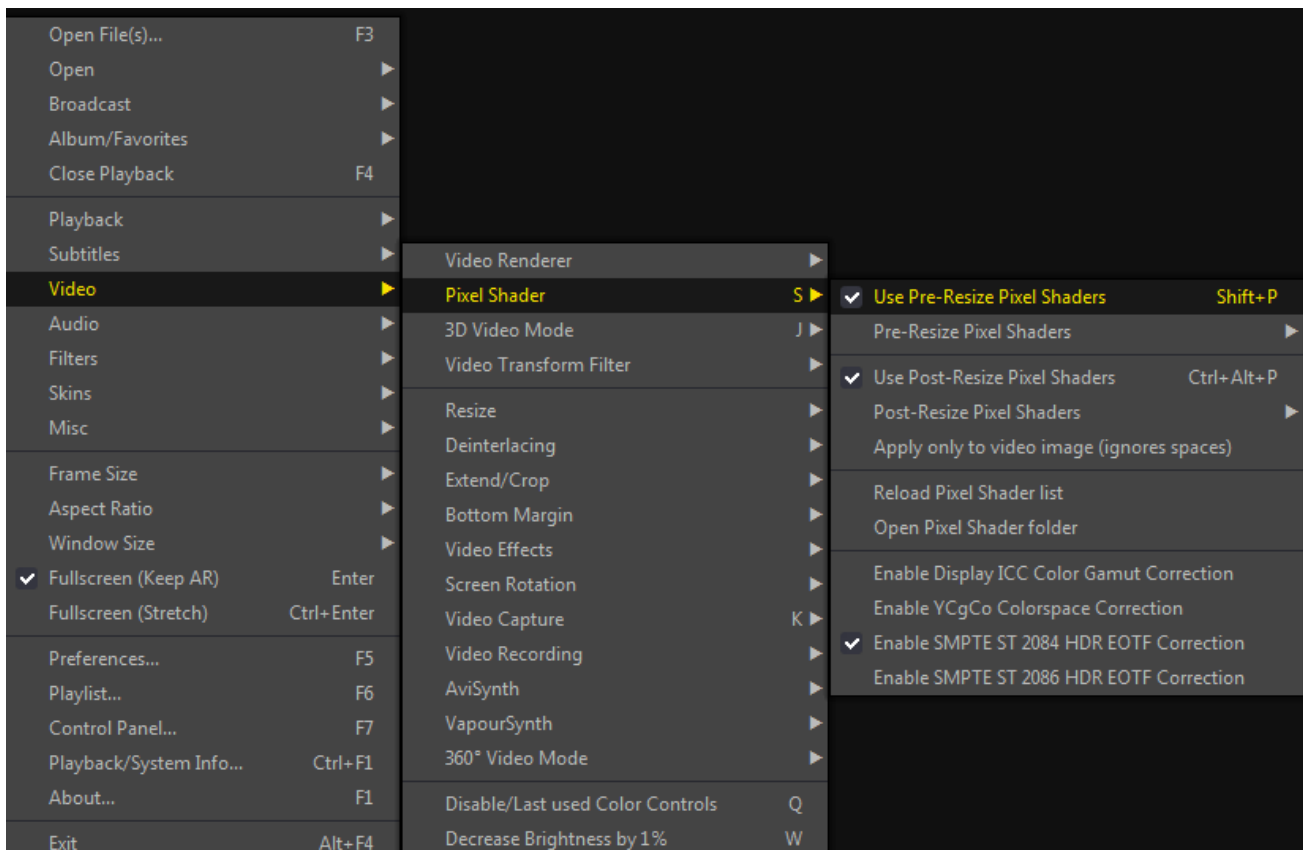 Open File(s)... F3
Open
Broadcast
Album/Favorites
Close Playback F4
Playback
Subtitles
Video
Audio
Filters
Skins
Misc
Frame Size
Aspect Ratio
Window Size
Fullscreen (Keep AR) Enter
Fullscreen (Stretch) Ctrl+Enter
Preferences... F5
Playlist... F6
Control Panel... F7
Playback/System Info... Ctrl+F1
About... F1
Exit Alt+F4
Video Renderer
Pixel Shader S
3D Video Mode J
Video Transform Filter
Resize
Deinterlacing
Extend/Crop
Bottom Margin
Video Effects
Screen Rotation
Video Capture K
Video Recording
AviSynth
VapourSynth
360° Video Mode
Disable/Last used Color Controls Q
Decrease Brightness by 1% W
Use Pre-Resize Pixel Shaders Shift+P
Pre-Resize Pixel Shaders
Use Post-Resize Pixel Shaders Ctrl+Alt+P
Post-Resize Pixel Shaders
Apply only to video image (ignores spaces)
Reload Pixel Shader list
Open Pixel Shader folder
Enable Display ICC Color Gamut Correction
Enable YCgCo Colorspace Correction
Enable SMPTE ST 2084 HDR EOTF Correction
Enable SMPTE ST 2086 HDR EOTF Correction